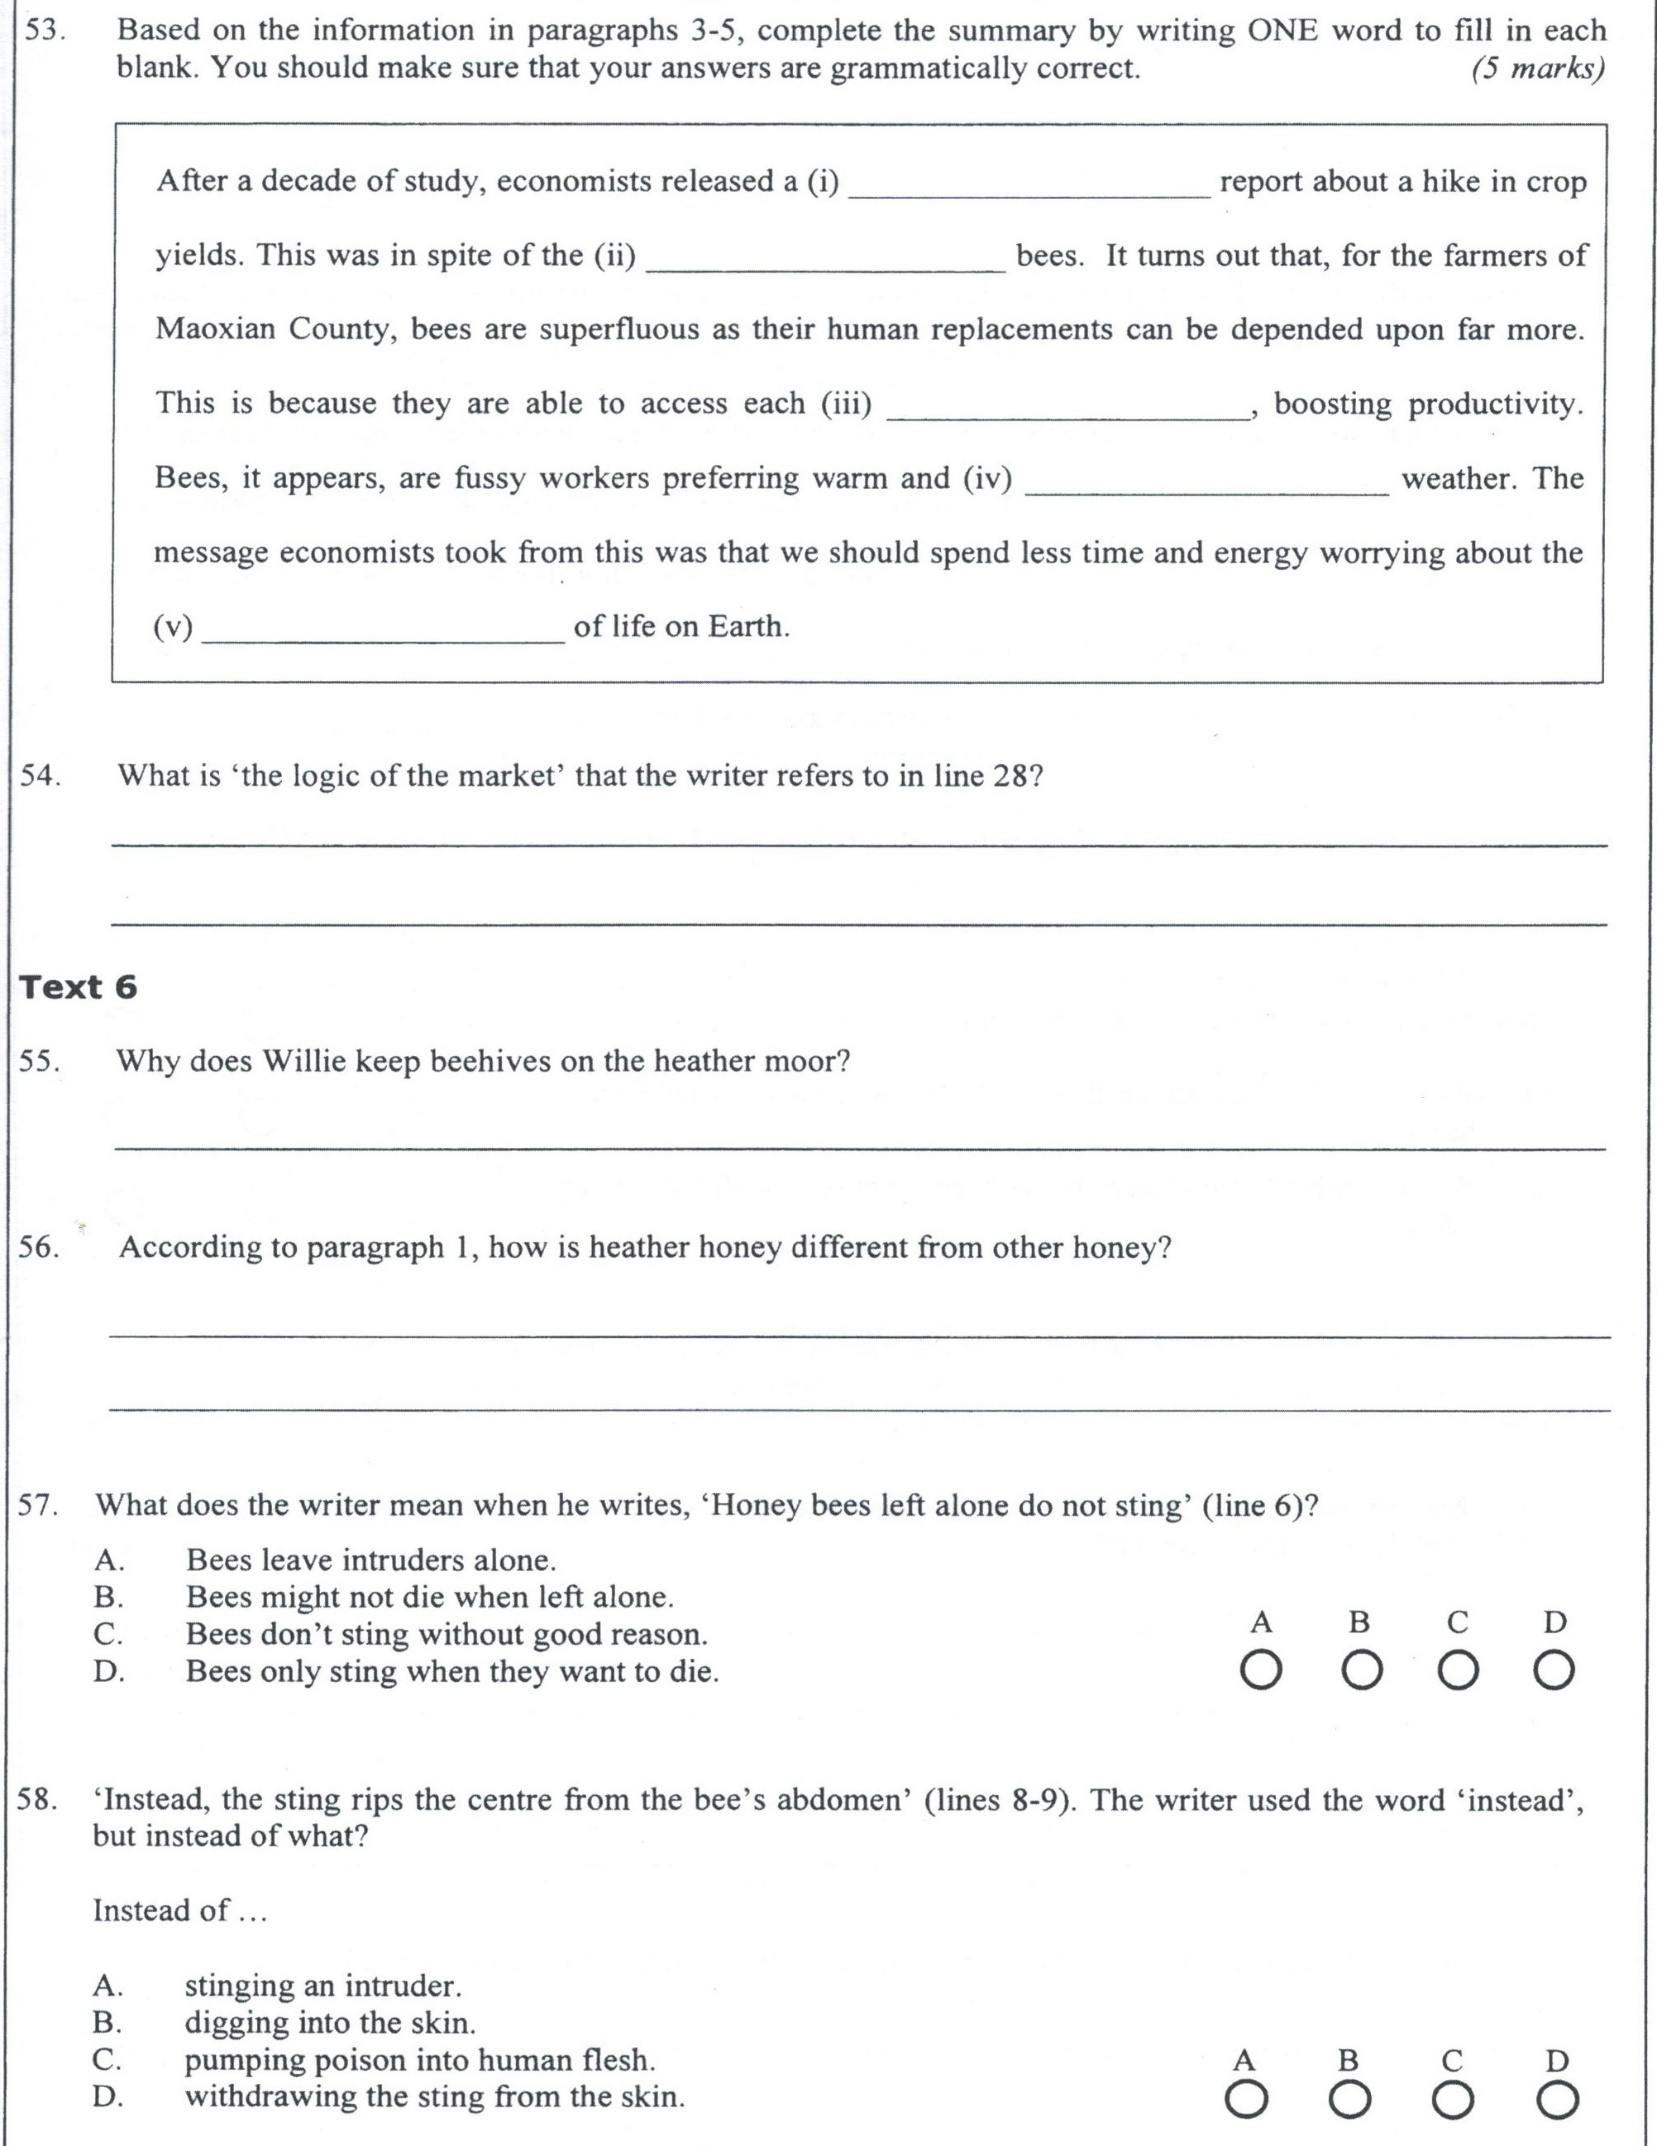 53. Based on the information in paragraphs 3-5, complete the summary by writing ONE word to fill in each
blank. You should make sure that your answers are grammatically correct. (5 marks)
After a decade of study, economists released a (i) ____________________ report about a hike in crop
yields. This was in spite of the (ii) ____________________ bees. It turns out that, for the farmers of
Maoxian County, bees are superfluous as their human replacements can be depended upon far more.
This is because they are able to access each (iii) ____________________, boosting productivity.
Bees, it appears, are fussy workers preferring warm and (iv) ____________________ weather. The
message economists took from this was that we should spend less time and energy worrying about the
(v) ____________________ of life on Earth.
54. What is ‘the logic of the market’ that the writer refers to in line 28?
Text 6
55. Why does Willie keep beehives on the heather moor?
56. According to paragraph 1, how is heather honey different from other honey?
57. What does the writer mean when he writes, ‘Honey bees left alone do not sting’ (line 6)?
A. Bees leave intruders alone.
B. Bees might not die when left alone.
C. Bees don’t sting without good reason.
D. Bees only sting when they want to die.
A B C D
58. ‘Instead, the sting rips the centre from the bee’s abdomen’ (lines 8-9). The writer used the word ‘instead’,
but instead of what?
Instead of …
A. stinging an intruder.
B. digging into the skin.
C. pumping poison into human flesh.
D. withdrawing the sting from the skin.
A B C D